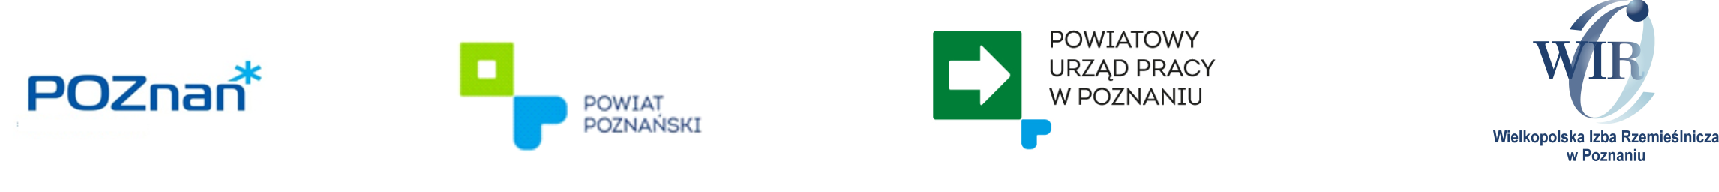 POZnan*
POWIAT
POZNAŃSKI
POWIATOWY
URZĄD PRACY
W POZNANIU
WIR
Wielkopolska Izba Rzemieślnicza
w Poznaniu